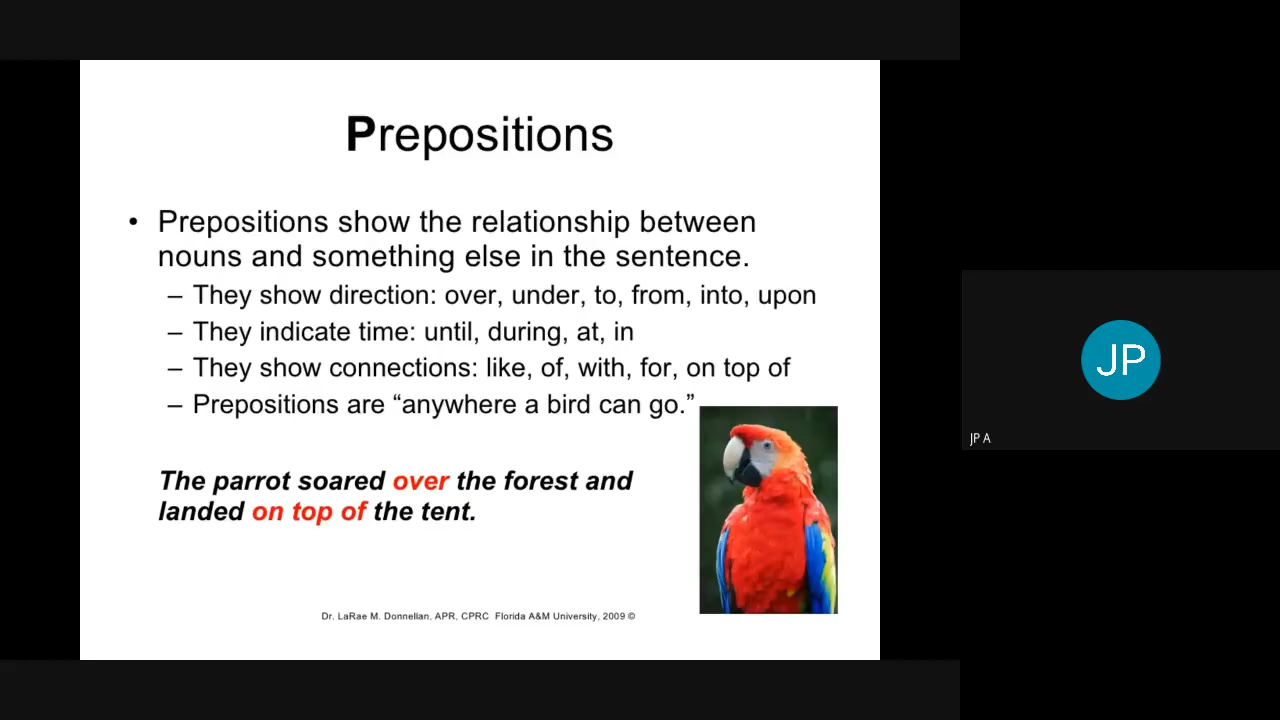 Prepositions
• Prepositions show the relationship between
nouns and something else in the sentence.
– They show direction: over, under, to, from, into, upon
– They indicate time: until, during, at, in
– They show connections: like, of, with, for, on top of
– Prepositions are “anywhere a bird can go.”
The parrot soared over the forest and
landed on top of the tent.
Dr. LaRae M. Donnellan, APR, CPRC Florida A&M University, 2009 ©
JP
JP A